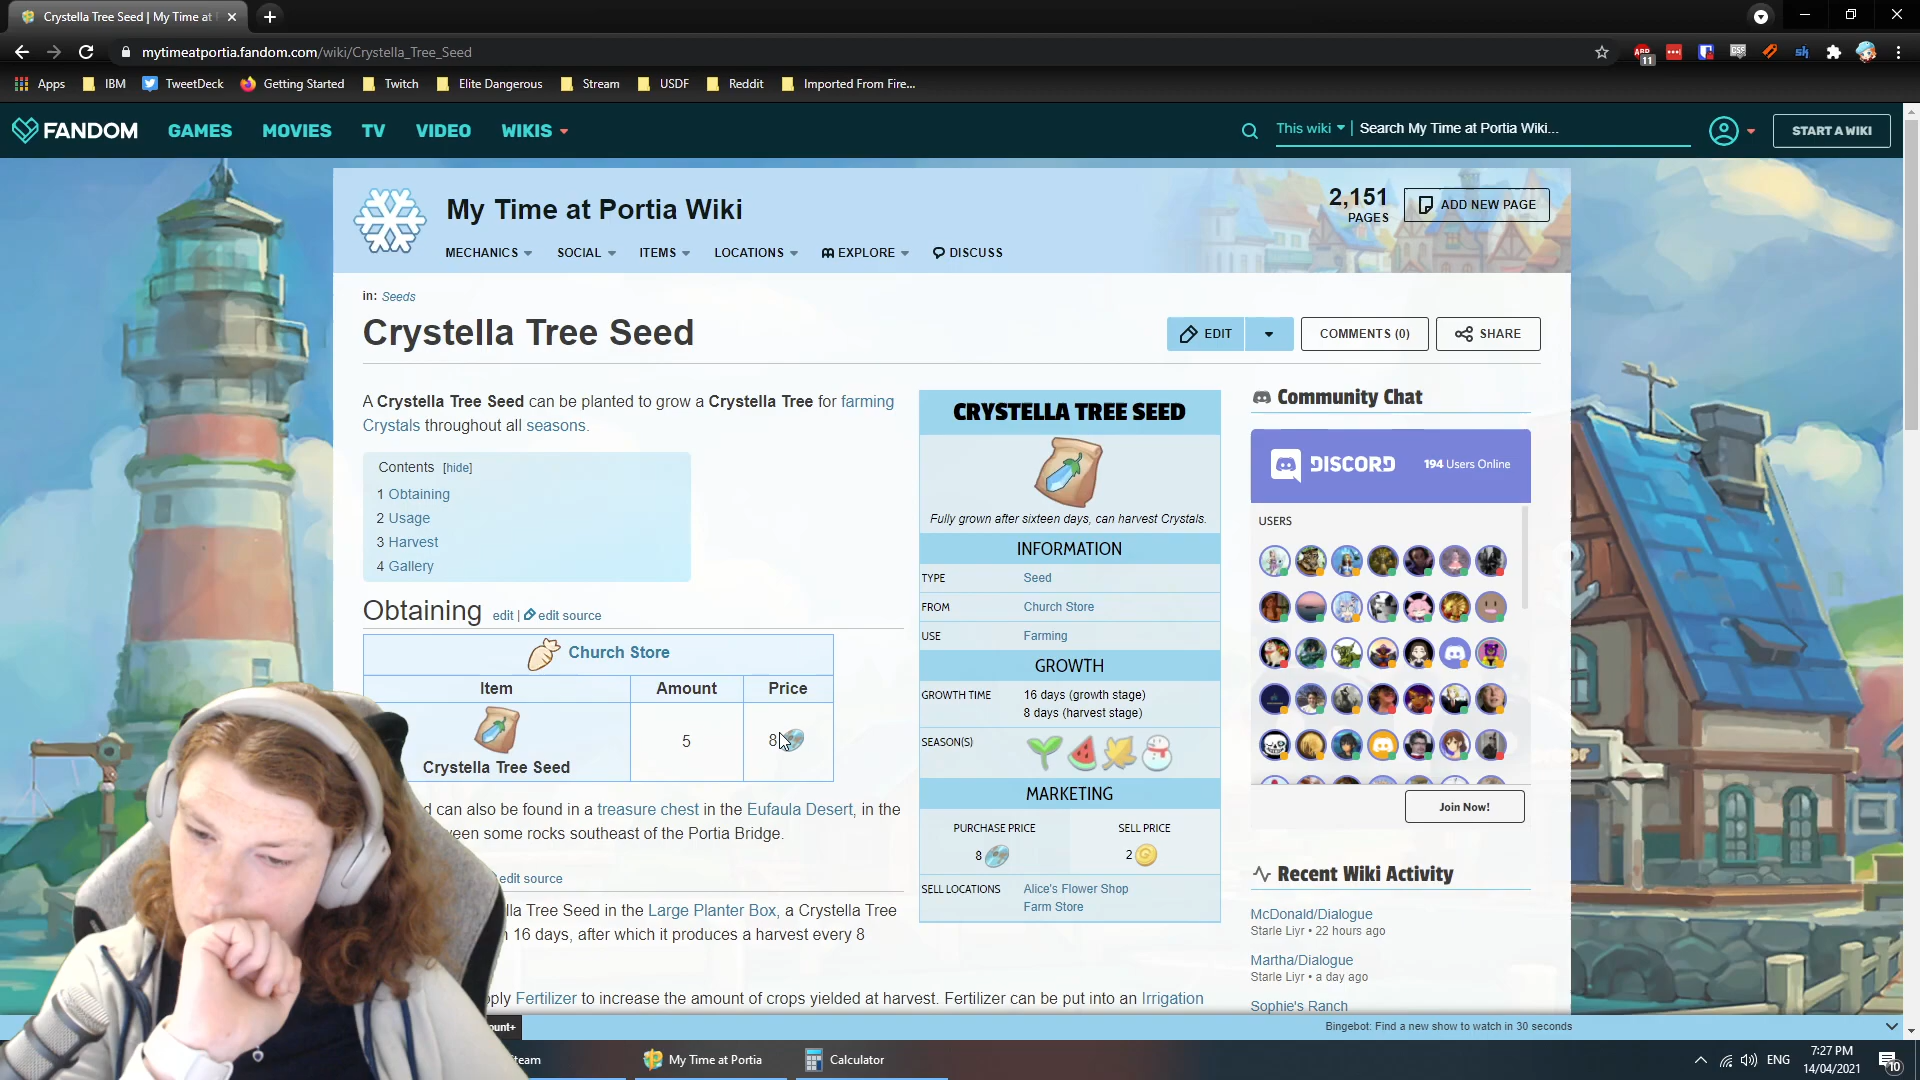 Crystella Tree Seed | My Time at
mytimeatportia.fandom.com/wiki/Crystella_Tree_Seed
11
Apps
IBM
TweetDeck
Getting Started
Twitch
Elite Dangerous
Stream
USDF
Reddit
Imported From Fire...
FANDOM
GAMES
MOVIES
TV
VIDEO
WIKIS
This wiki
Search My Time at Portia Wiki...
START A WIKI
My Time at Portia Wiki
2,151
PAGES
ADD NEW PAGE
MECHANICS
SOCIAL
ITEMS
LOCATIONS
EXPLORE
DISCUSS
in: Seeds
Crystella Tree Seed
EDIT
COMMENTS (0)
SHARE
A Crystella Tree Seed can be planted to grow a Crystella Tree for farming
Crystals throughout all seasons.
Contents [hide]
1 Obtaining
2 Usage
3 Harvest
4 Gallery
Obtaining
edit | edit source
Church Store
Item
Amount
Price
Crystella Tree Seed
5
8
can also be found in a treasure chest in the Eufaula Desert, in the
some rocks southeast of the Portia Bridge.
edit source
Tree Seed in the Large Planter Box, a Crystella Tree
16 days, after which it produces a harvest every 8
Fertilizer to increase the amount of crops yielded at harvest. Fertilizer can be put into an Irrigation
CRYSTELLA TREE SEED
Fully grown after sixteen days, can harvest Crystals.
INFORMATION
TYPE
Seed
FROM
Church Store
USE
Farming
GROWTH
GROWTH TIME
16 days (growth stage)
8 days (harvest stage)
SEASON(S)
MARKETING
PURCHASE PRICE
SELL PRICE
8
2
SELL LOCATIONS
Alice's Flower Shop
Farm Store
Community Chat
DISCORD
194 Users Online
USERS
Join Now!
Recent Wiki Activity
McDonald/Dialogue
Starle Liyr • 22 hours ago
Martha/Dialogue
Starle Liyr • a day ago
Sophie's Ranch
Bingebot: Find a new show to watch in 30 seconds
My Time at Portia
Calculator
ENG
7:27 PM
14/04/2021
10